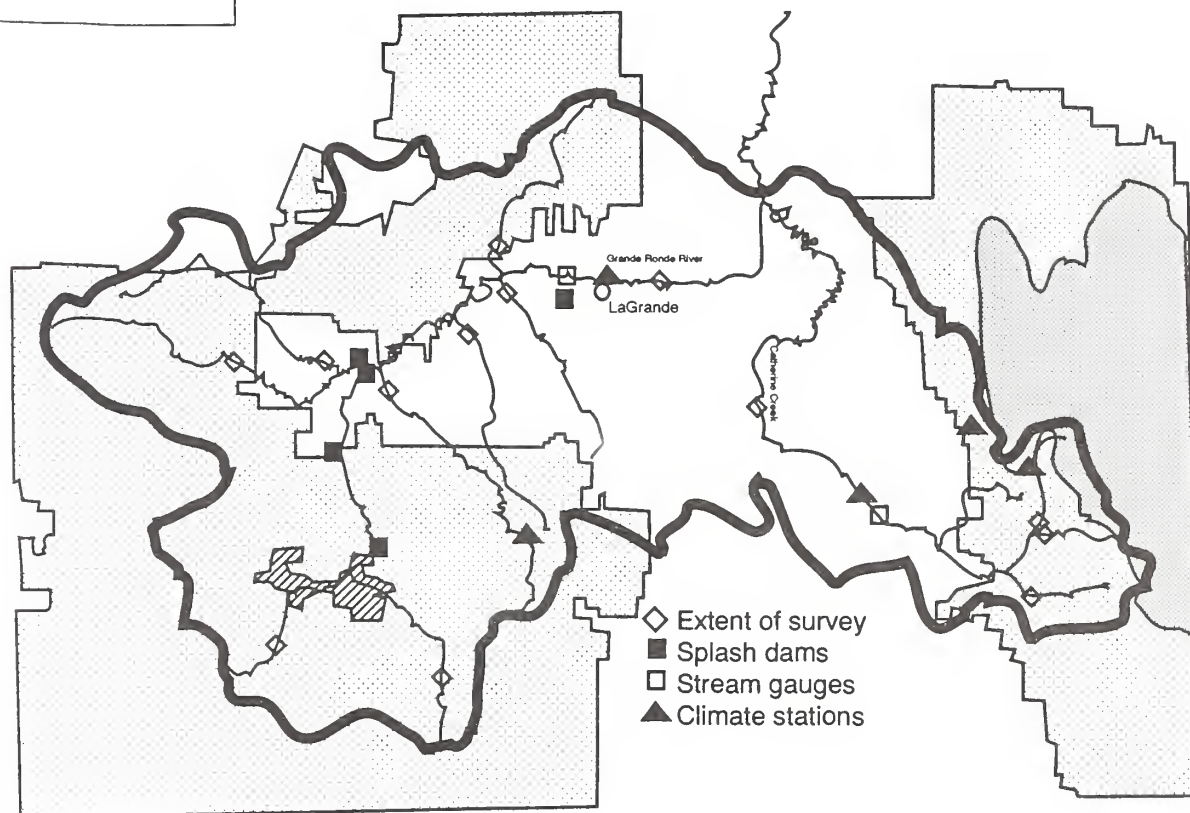 Grande Ronde River
LaGrande
Catherine Creek
Extent of survey
Splash dams
Stream gauges
Climate stations